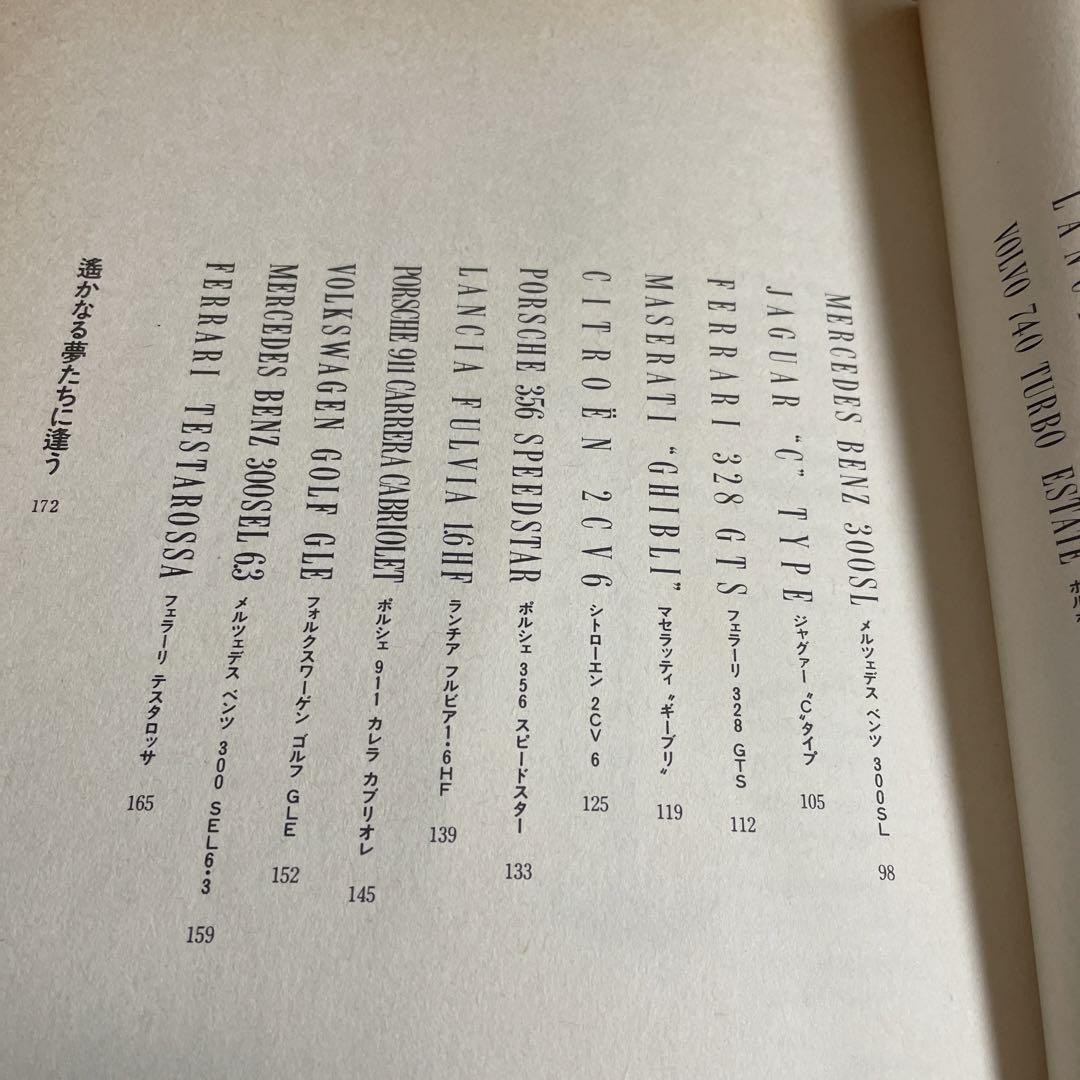 VOLVO 740 TURBO ESTATE
MERCEDES BENZ 300SL メルツェデス ベンツ 300SL 98
JAGUAR “C” TYPE ジャグァー〝C〟タイプ 105
FERRARI 328 GTS フェラーリ 328 GTS 112
MASERATI “GHIBLI” マセラッティ〝ギーブリ〟 119
CITROËN 2CV6 シトローエン 2CV6 125
PORSCHE 356 SPEEDSTAR ポルシェ 356 スピードスター 133
LANCIA FULVIA 1.6HF ランチア フルビア1・6HF 139
PORSCHE 911 CARRERA CABRIOLET ポルシェ 911 カレラ カブリオレ 145
VOLKSWAGEN GOLF GLE フォルクスワーゲン ゴルフ GLE 152
MERCEDES BENZ 300SEL 6.3 メルツェデス ベンツ 300 SEL6・3 159
FERRARI TESTAROSSA フェラーリ テスタロッサ 165
遙かなる夢たちに逢う 172